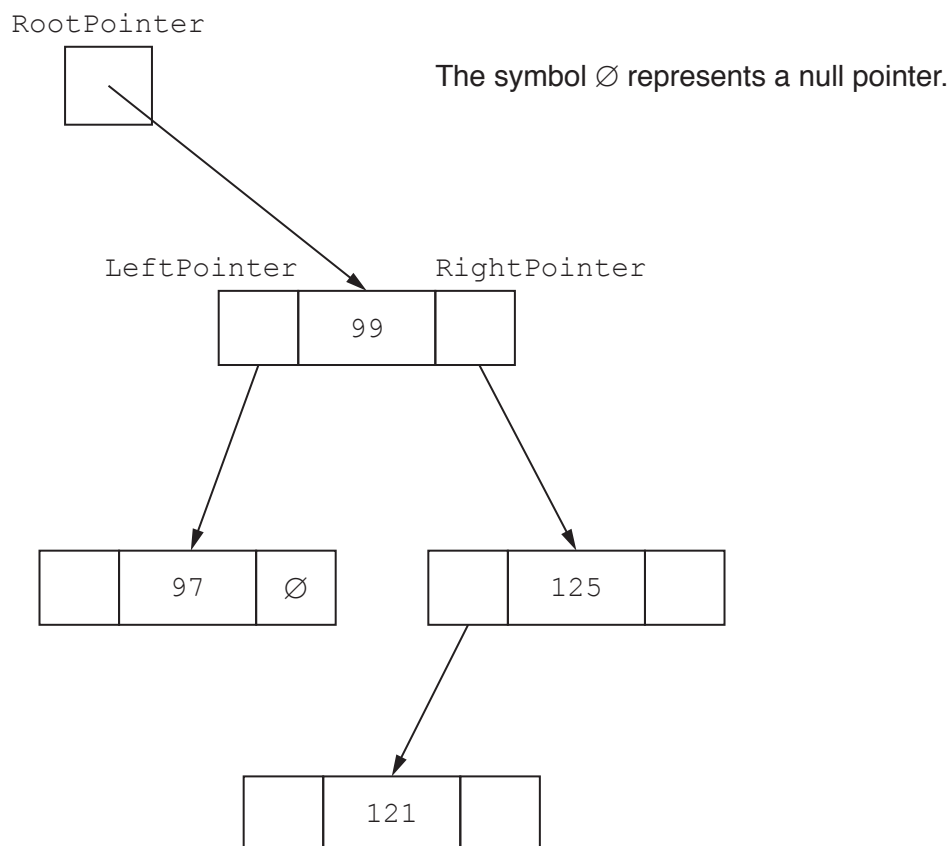 RootPointer
The symbol ∅ represents a null pointer.
LeftPointer RightPointer
99
97 ∅ 125
121